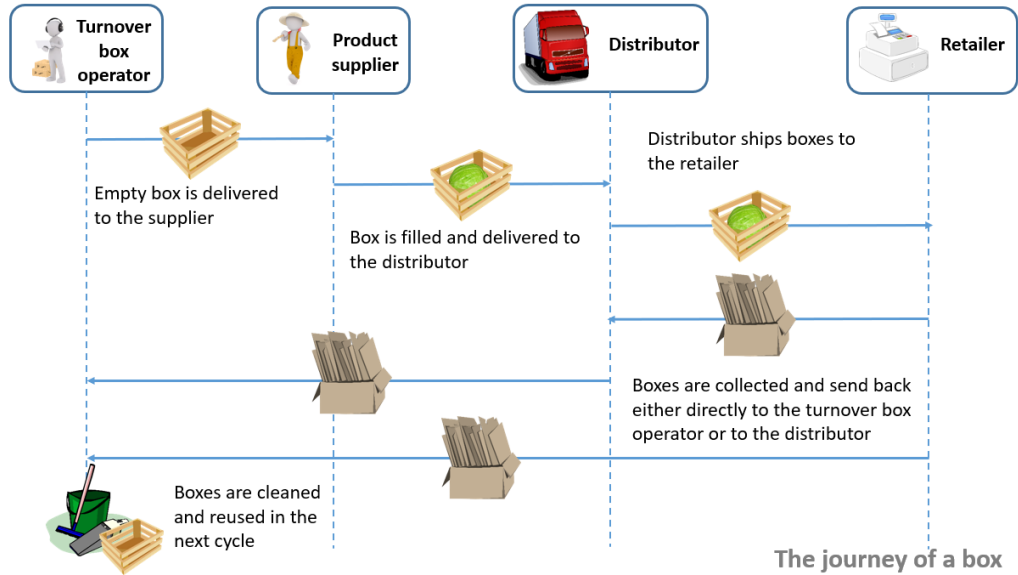 Turnover
box
operator
Product
supplier
Distributor
Retailer
Empty box is delivered
to the supplier
Box is filled and delivered to
the distributor
Distributor ships boxes to
the retailer
Boxes are collected and send back
either directly to the turnover box
operator or to the distributor
Boxes are cleaned
and reused in the
next cycle
The journey of a box